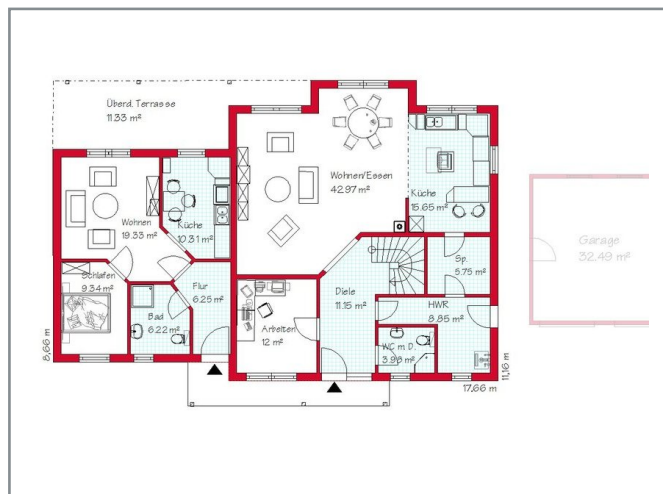 Überd. Terrasse
11.33 m²
Wohnen/Essen
42.97 m²
Küche
15.65 m²
Wohnen
19.33 m²
Küche
10.31 m²
Garage
32.49 m²
Sp.
5.75 m²
Schlafen
9.34 m²
Flur
6.25 m²
Diele
11.15 m²
HWR
8.85 m²
Bad
6.22 m²
Arbeiten
12 m²
WC m D.
3.98 m²
8,66 m
11,16 m
17,66 m